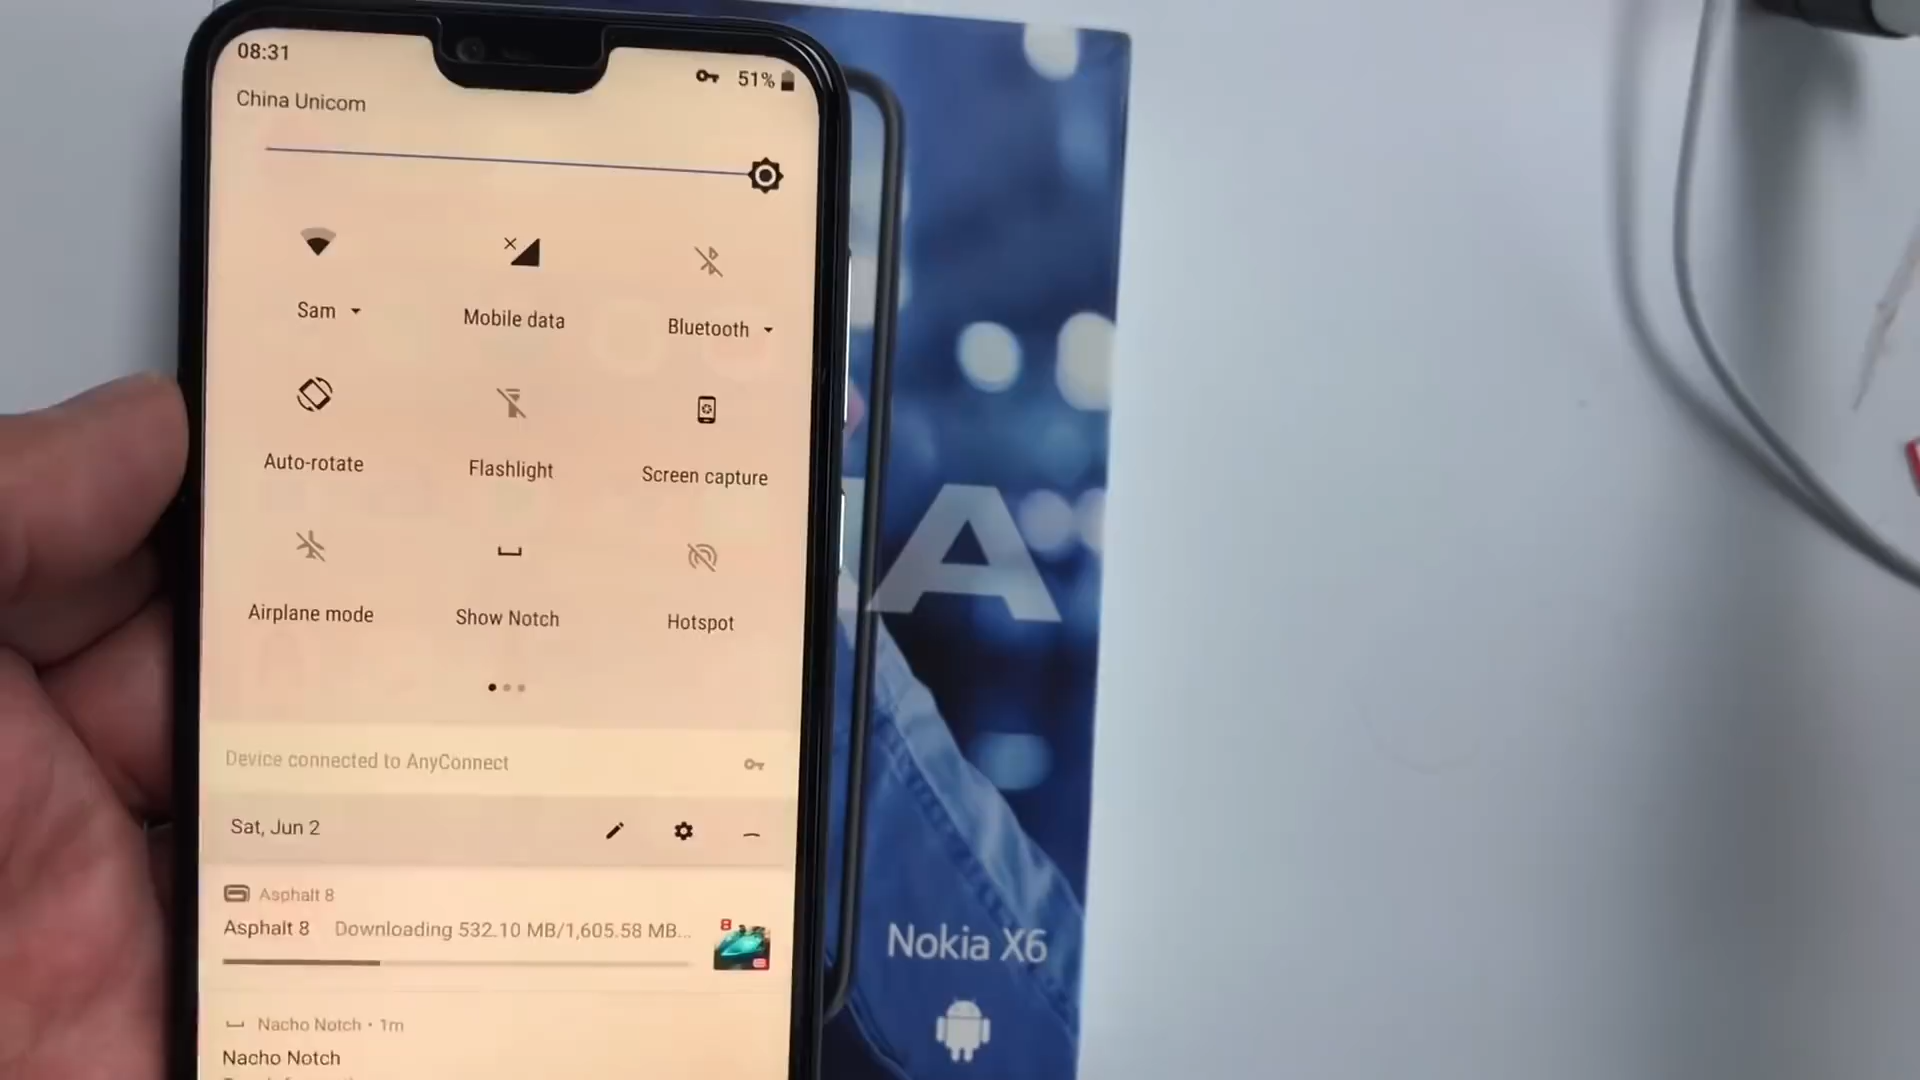 08:31
51%
China Unicom
Sam
Mobile data
Bluetooth
Auto-rotate
Flashlight
Screen capture
Airplane mode
Show Notch
Hotspot
Device connected to AnyConnect
Sat, Jun 2
Asphalt 8
Asphalt 8 Downloading 532.10 MB/1,605.58 MB...
8
Nacho Notch • 1m
Nacho Notch
A
Nokia X6